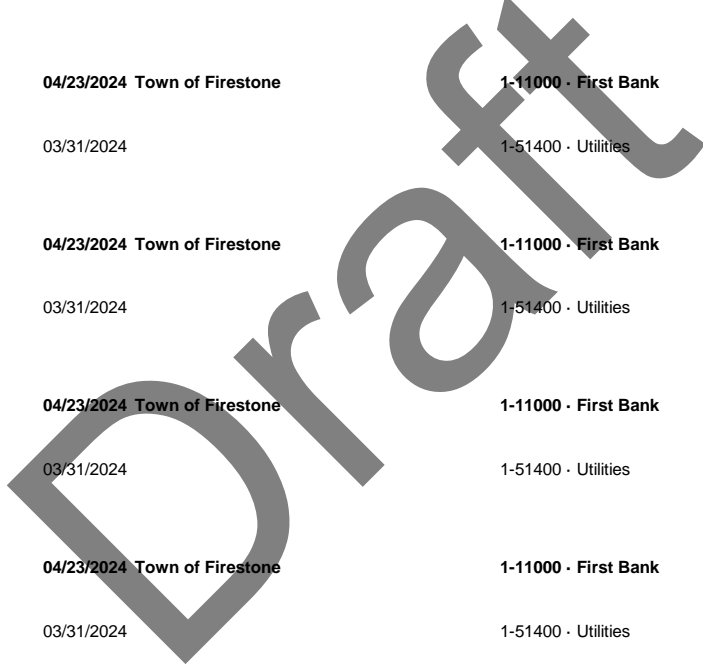 04/23/2024 Town of Firestone 1-11000 · First Bank
03/31/2024 1-51400 · Utilities
04/23/2024 Town of Firestone 1-11000 · First Bank
03/31/2024 1-51400 · Utilities
04/23/2024 Town of Firestone 1-11000 · First Bank
03/31/2024 1-51400 · Utilities
04/23/2024 Town of Firestone 1-11000 · First Bank
03/31/2024 1-51400 · Utilities
Draft